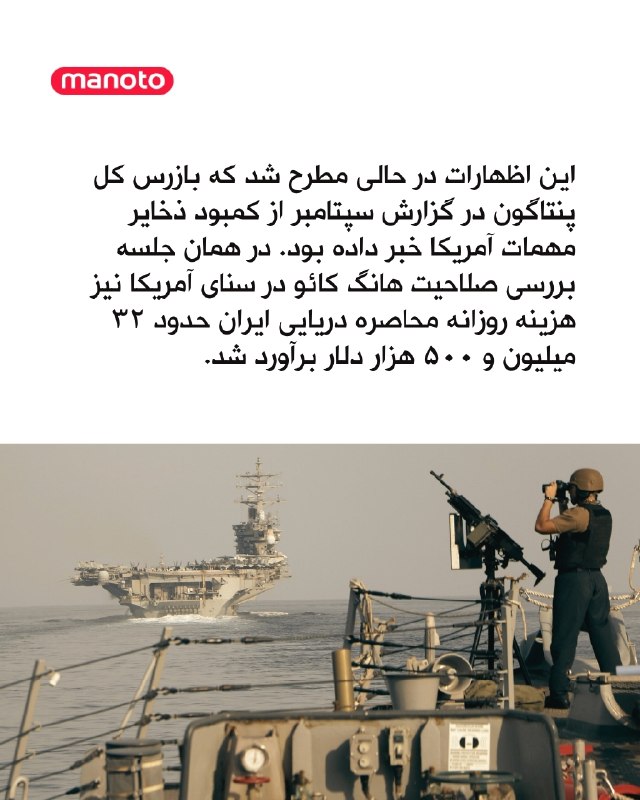 manoto
این اظهارات در حالی مطرح شد که بازرس کل
پنتاگون در گزارش سپتامبر از کمبود ذخایر
مهمات آمریکا خبر داده بود. در همان جلسه
بررسی صلاحیت هانگ کائو در سنای آمریکا نیز
هزینه روزانه محاصره دریایی ایران حدود ۳۲
میلیون و ۵۰۰ هزار دلار برآورد شد.